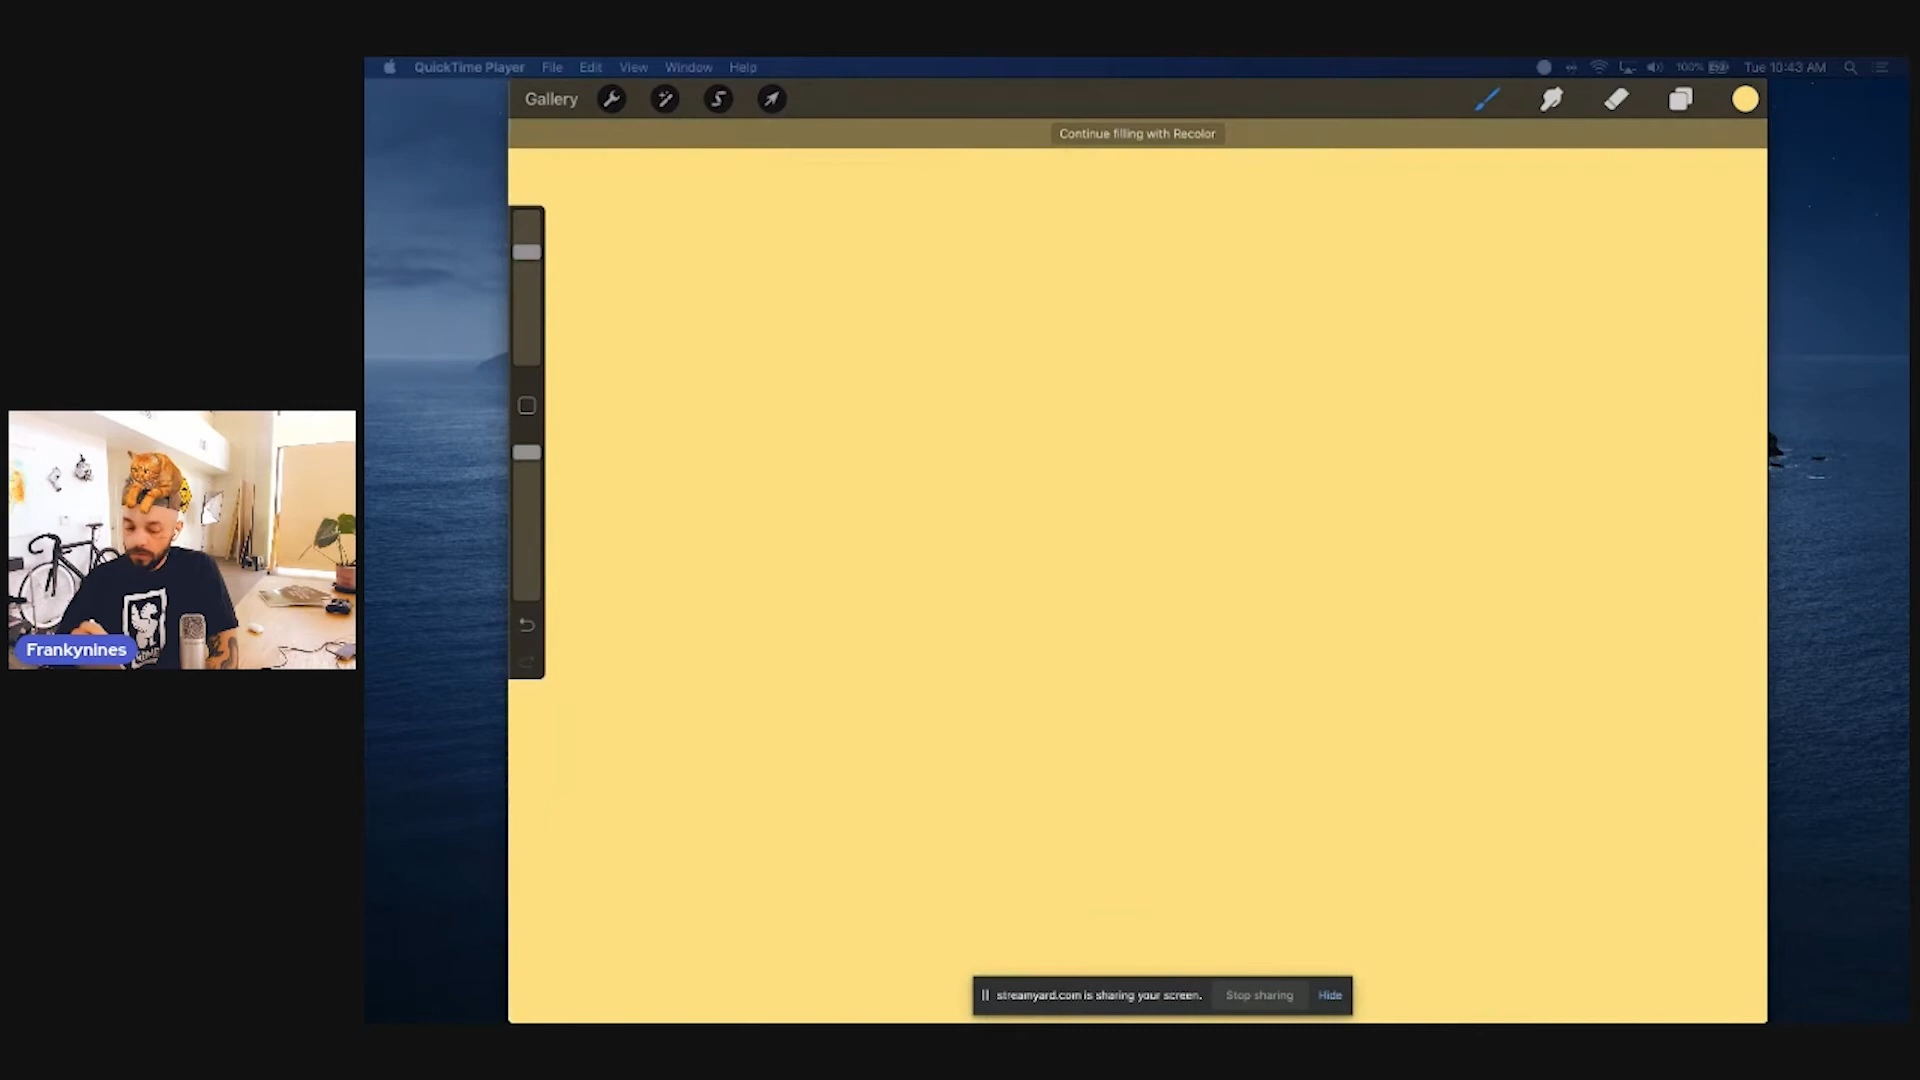 QuickTime Player File Edit View Window Help 100% Tue 10:43 AM
Gallery
Continue filling with Recolor
Frankynines
streamyard.com is sharing your screen. Stop sharing Hide